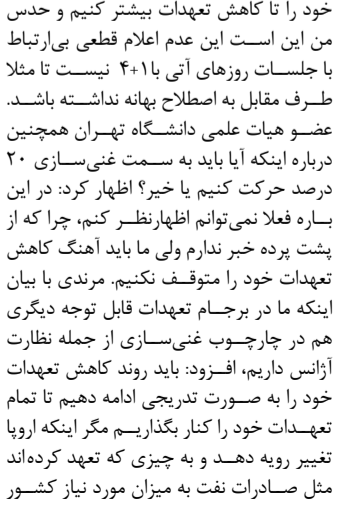 خود را تا کاهش تعهدات بیشتر کنیم و حدس
من این است این عدم اعلام قطعی بی‌ارتباط
با جلسات روزهای آتی با ۱+۴ نیست تا مثلا
طرف مقابل به اصطلاح بهانه نداشته باشد.
عضو هیات علمی دانشگاه تهران همچنین
درباره اینکه آیا باید به سمت غنی‌سازی ۲۰
درصد حرکت کنیم یا خیر؟ اظهار کرد: در این
باره فعلا نمی‌توانم اظهارنظر کنم، چرا که از
پشت پرده خبر ندارم ولی ما باید آهنگ کاهش
تعهدات خود را متوقف نکنیم. مرندی با بیان
اینکه ما در برجام تعهدات قابل توجه دیگری
هم در چارچوب غنی‌سازی از جمله نظارت
آژانس داریم، افزود: باید روند کاهش تعهدات
خود را به صورت تدریجی ادامه دهیم تا تمام
تعهدات خود را کنار بگذاریم مگر اینکه اروپا
تغییر رویه دهد و به چیزی که تعهد کرده‌اند
مثل صادرات نفت به میزان مورد نیاز کشور